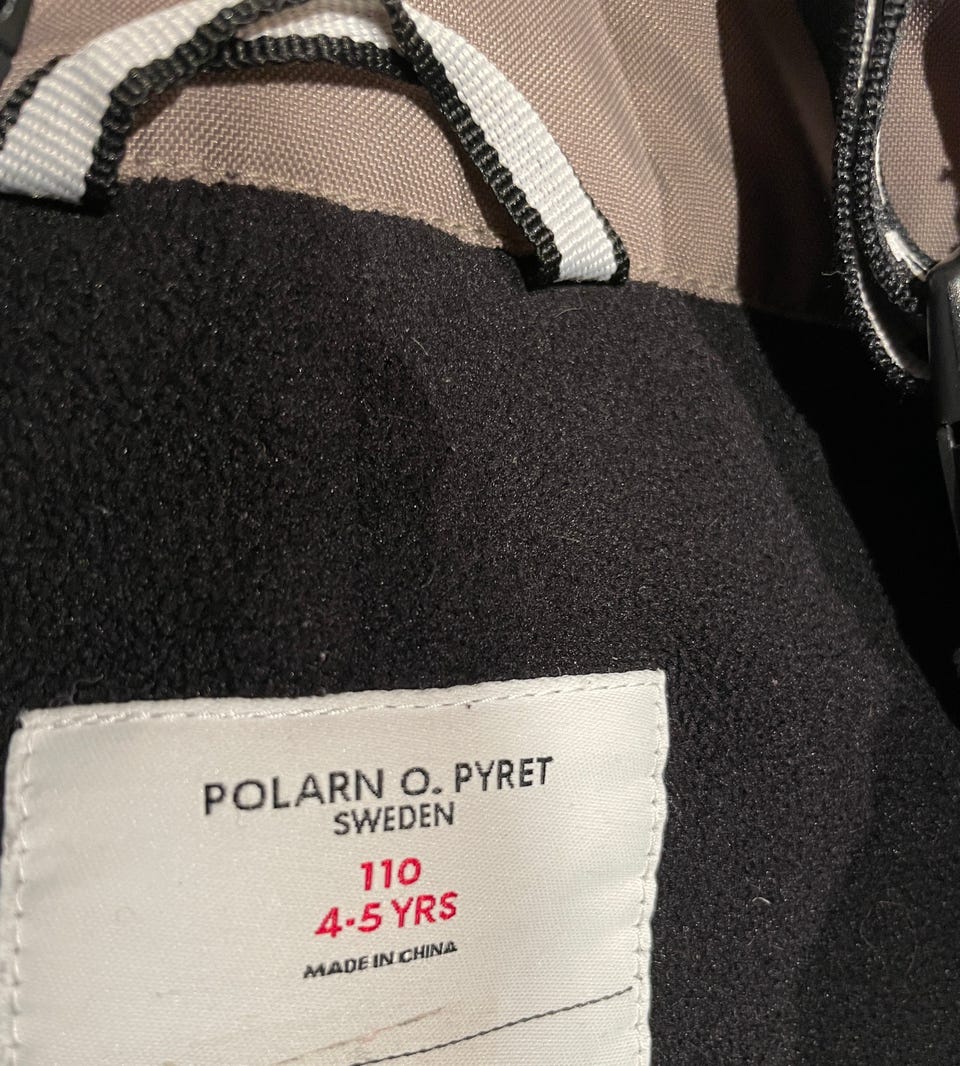 POLARN O. PYRET
SWEDEN
110
4-5 YRS
MADE IN CHINA